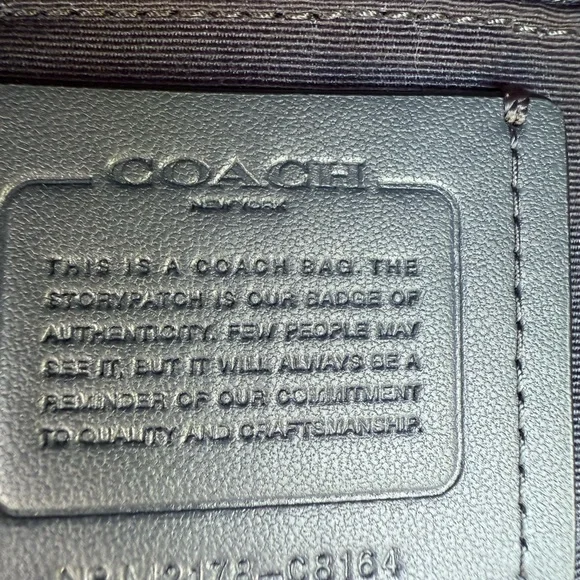 COACH
NEW YORK
THIS IS A COACH BAG. THE
STORYPATCH IS OUR BADGE OF
AUTHENTICITY. FEW PEOPLE MAY
SEE IT, BUT IT WILL ALWAYS BE A
REMINDER OF OUR COMMITMENT
TO QUALITY AND CRAFTSMANSHIP.
-C8164